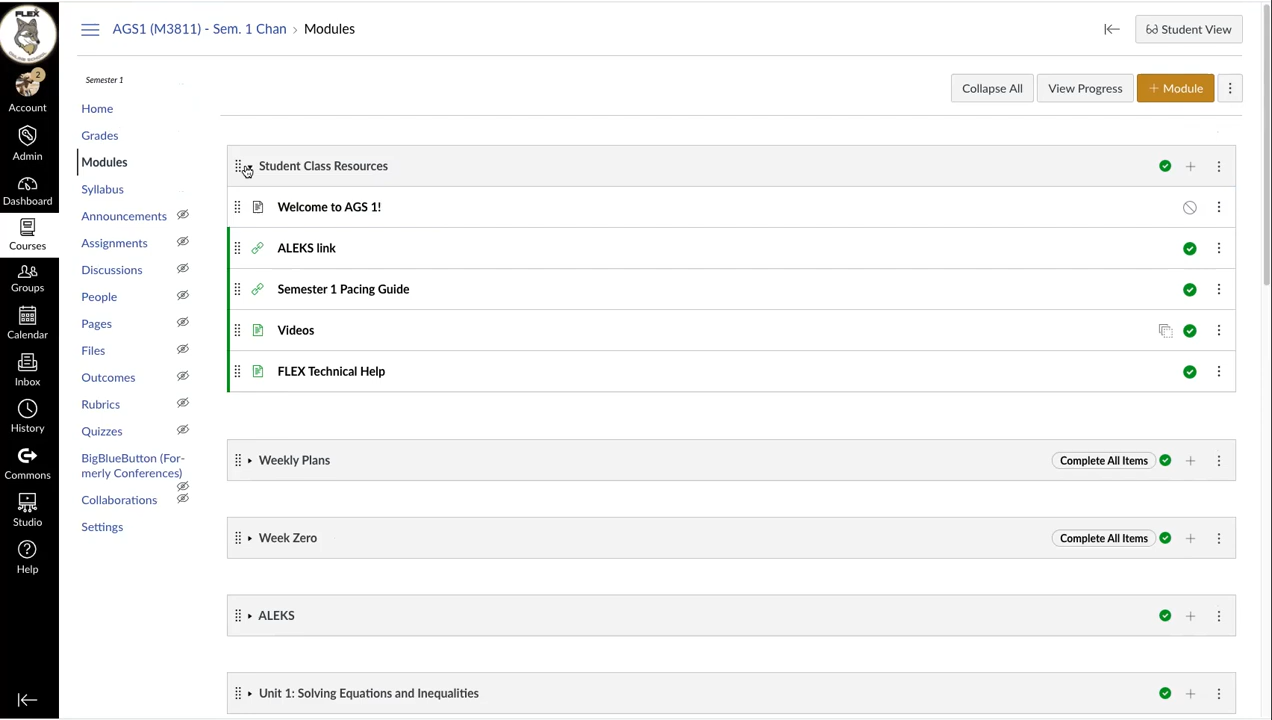 FLEX
AGS1 (M3811) - Sem. 1 Chan › Modules
Student View
2
Account
Admin
Dashboard
Courses
Groups
Calendar
Inbox
History
Commons
Studio
Help
Semester 1
Home
Grades
Modules
Syllabus
Announcements
Assignments
Discussions
People
Pages
Files
Outcomes
Rubrics
Quizzes
BigBlueButton (For-
merly Conferences)
Collaborations
Settings
Collapse All
View Progress
+ Module
Student Class Resources
Welcome to AGS 1!
ALEKS link
Semester 1 Pacing Guide
Videos
FLEX Technical Help
Weekly Plans
Complete All Items
Week Zero
Complete All Items
ALEKS
Unit 1: Solving Equations and Inequalities